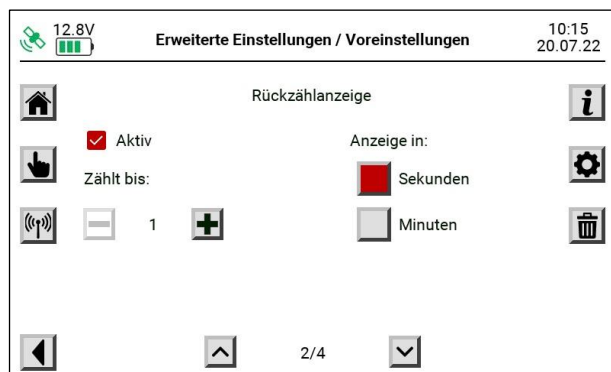 12.8V
Erweiterte Einstellungen / Voreinstellungen
10:15
20.07.22
Rückzählanzeige
Aktiv
Anzeige in:
Zählt bis:
Sekunden
1
Minuten
2/4